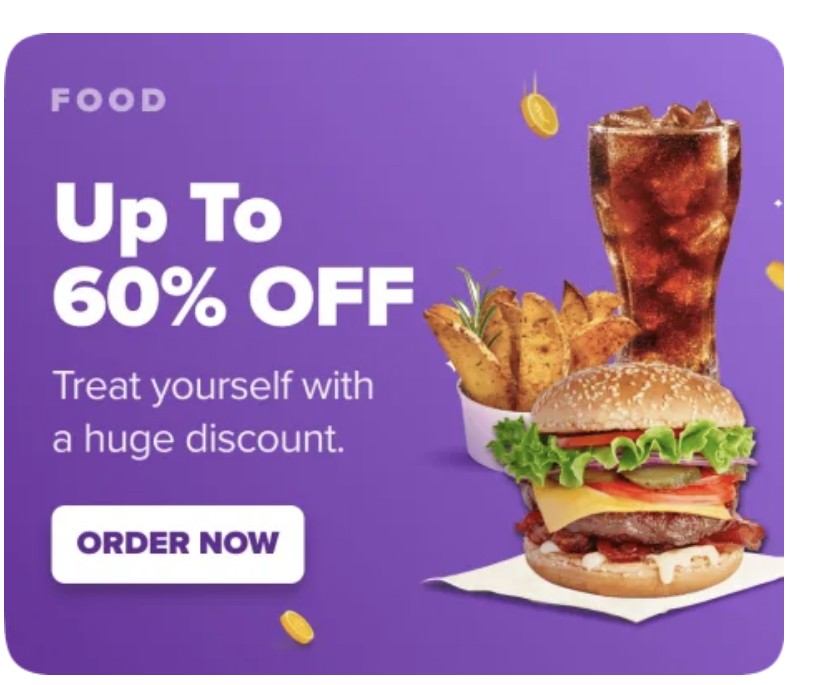 FOOD
Up To
60% OFF
Treat yourself with
a huge discount.
ORDER NOW